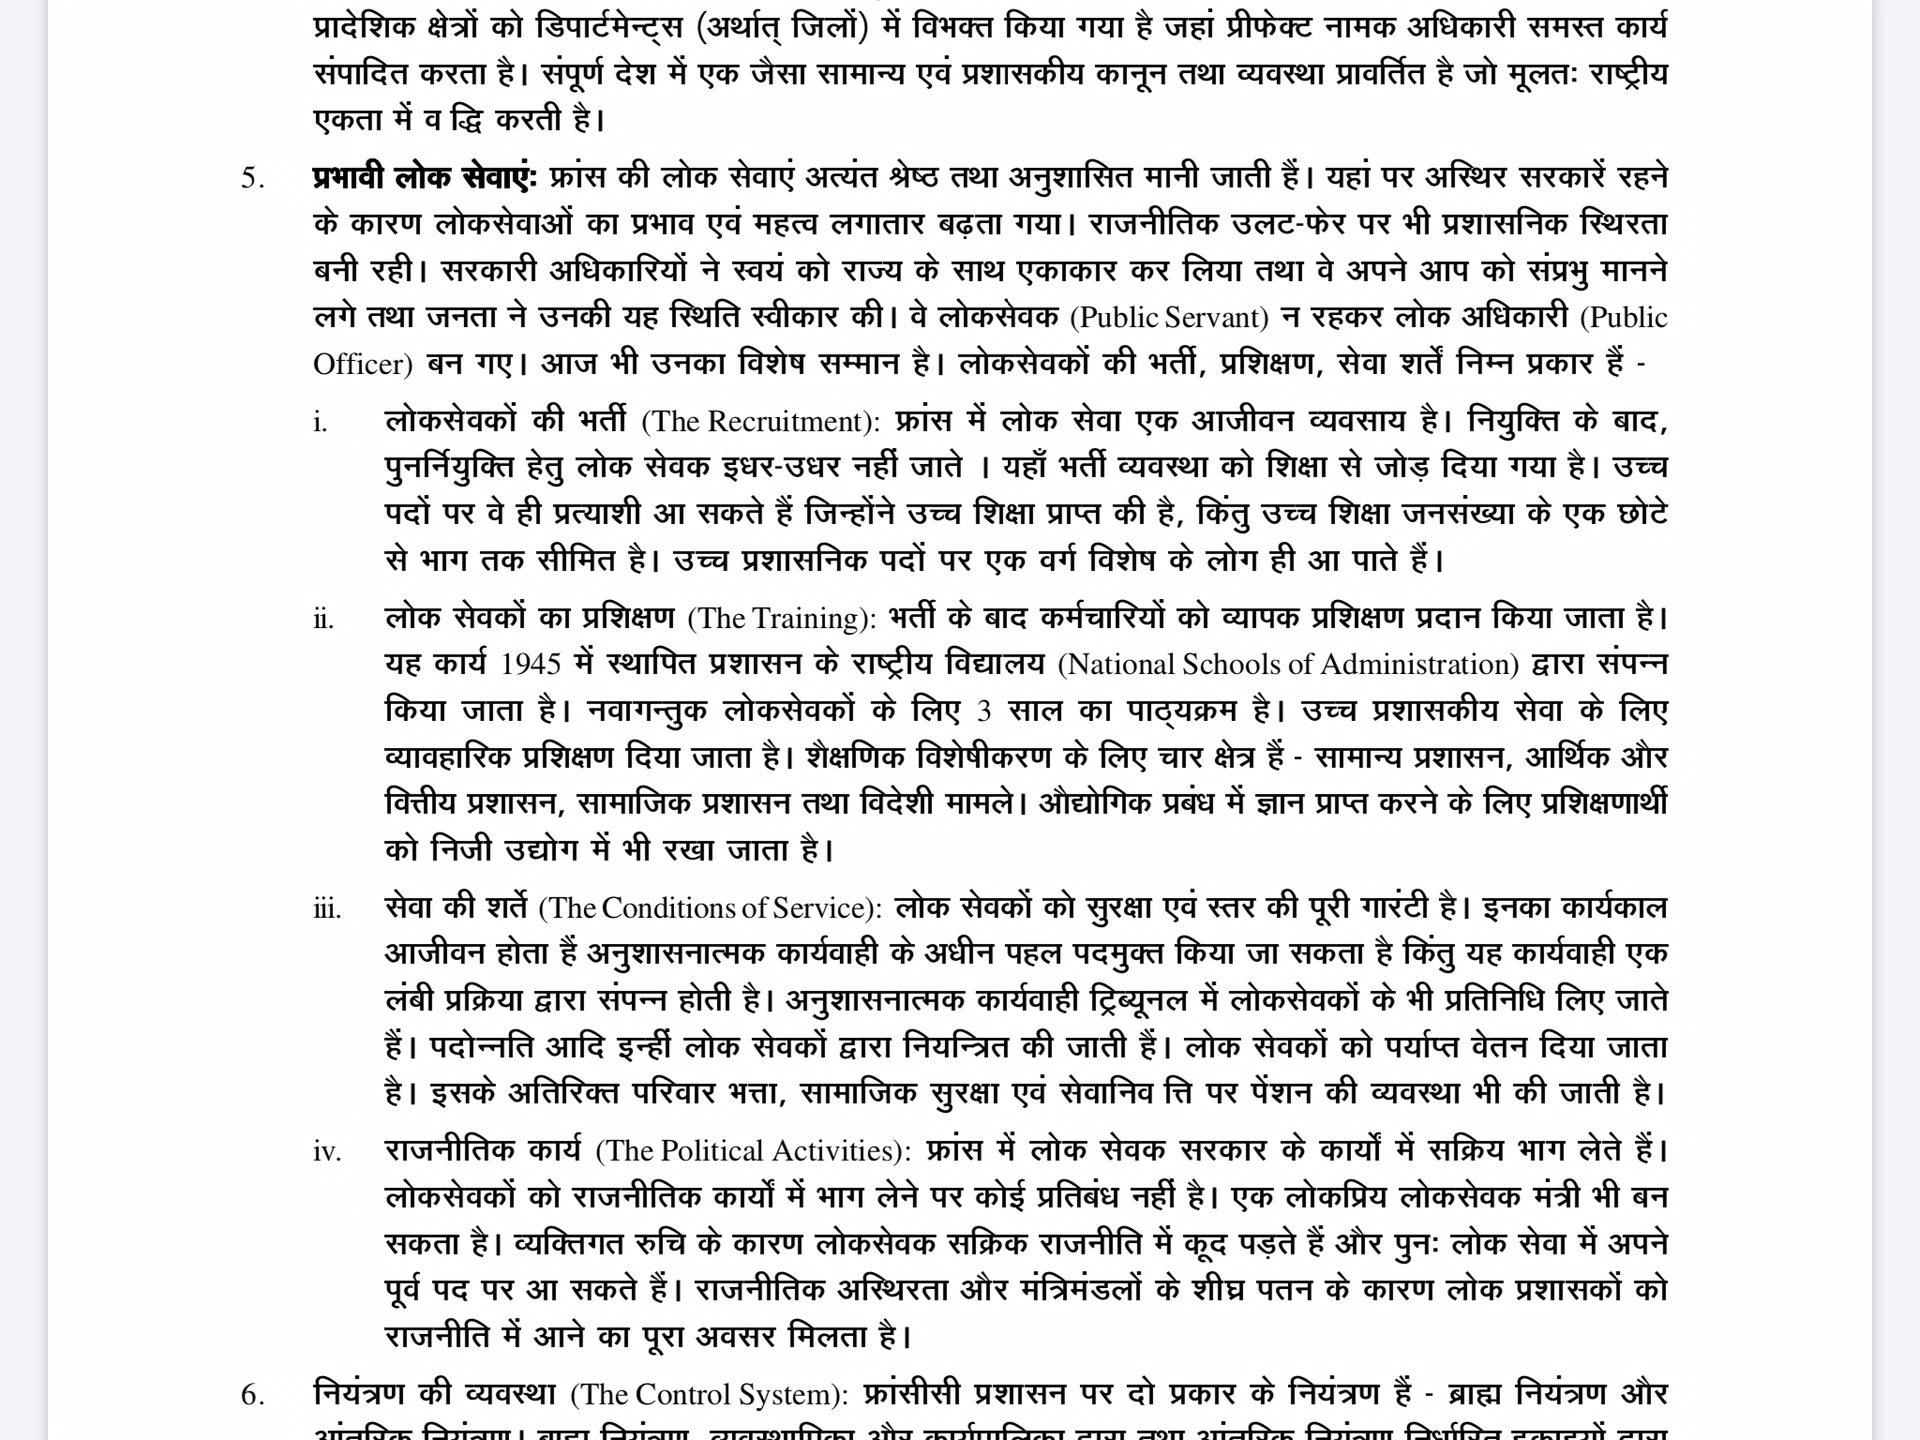 प्रादेशिक क्षेत्रों को डिपार्टमेन्ट्स (अर्थात् जिलों) में विभक्त किया गया है जहां प्रीफेक्ट नामक अधिकारी समस्त कार्य
संपादित करता है। संपूर्ण देश में एक जैसा सामान्य एवं प्रशासकीय कानून तथा व्यवस्था प्रावर्तित है जो मूलतः राष्ट्रीय
एकता में व द्धि करती है।
5. प्रभावी लोक सेवाएं: फ्रांस की लोक सेवाएं अत्यंत श्रेष्ठ तथा अनुशासित मानी जाती हैं। यहां पर अस्थिर सरकारें रहने
के कारण लोकसेवाओं का प्रभाव एवं महत्व लगातार बढ़ता गया। राजनीतिक उलट-फेर पर भी प्रशासनिक स्थिरता
बनी रही। सरकारी अधिकारियों ने स्वयं को राज्य के साथ एकाकार कर लिया तथा वे अपने आप को संप्रभु मानने
लगे तथा जनता ने उनकी यह स्थिति स्वीकार की। वे लोकसेवक (Public Servant) न रहकर लोक अधिकारी (Public
Officer) बन गए। आज भी उनका विशेष सम्मान है। लोकसेवकों की भर्ती, प्रशिक्षण, सेवा शर्तें निम्न प्रकार हैं -
i. लोकसेवकों की भर्ती (The Recruitment): फ्रांस में लोक सेवा एक आजीवन व्यवसाय है। नियुक्ति के बाद,
पुनर्नियुक्ति हेतु लोक सेवक इधर-उधर नहीं जाते । यहाँ भर्ती व्यवस्था को शिक्षा से जोड़ दिया गया है। उच्च
पदों पर वे ही प्रत्याशी आ सकते हैं जिन्होंने उच्च शिक्षा प्राप्त की है, किंतु उच्च शिक्षा जनसंख्या के एक छोटे
से भाग तक सीमित है। उच्च प्रशासनिक पदों पर एक वर्ग विशेष के लोग ही आ पाते हैं।
ii. लोक सेवकों का प्रशिक्षण (The Training): भर्ती के बाद कर्मचारियों को व्यापक प्रशिक्षण प्रदान किया जाता है।
यह कार्य 1945 में स्थापित प्रशासन के राष्ट्रीय विद्यालय (National Schools of Administration) द्वारा संपन्न
किया जाता है। नवागन्तुक लोकसेवकों के लिए 3 साल का पाठ्यक्रम है। उच्च प्रशासकीय सेवा के लिए
व्यावहारिक प्रशिक्षण दिया जाता है। शैक्षणिक विशेषीकरण के लिए चार क्षेत्र हैं - सामान्य प्रशासन, आर्थिक और
वित्तीय प्रशासन, सामाजिक प्रशासन तथा विदेशी मामले। औद्योगिक प्रबंध में ज्ञान प्राप्त करने के लिए प्रशिक्षणार्थी
को निजी उद्योग में भी रखा जाता है।
iii. सेवा की शर्ते (The Conditions of Service): लोक सेवकों को सुरक्षा एवं स्तर की पूरी गारंटी है। इनका कार्यकाल
आजीवन होता हैं अनुशासनात्मक कार्यवाही के अधीन पहल पदमुक्त किया जा सकता है किंतु यह कार्यवाही एक
लंबी प्रक्रिया द्वारा संपन्न होती है। अनुशासनात्मक कार्यवाही ट्रिब्यूनल में लोकसेवकों के भी प्रतिनिधि लिए जाते
हैं। पदोन्नति आदि इन्हीं लोक सेवकों द्वारा नियन्त्रित की जाती हैं। लोक सेवकों को पर्याप्त वेतन दिया जाता
है। इसके अतिरिक्त परिवार भत्ता, सामाजिक सुरक्षा एवं सेवानिव त्ति पर पेंशन की व्यवस्था भी की जाती है।
iv. राजनीतिक कार्य (The Political Activities): फ्रांस में लोक सेवक सरकार के कार्यों में सक्रिय भाग लेते हैं।
लोकसेवकों को राजनीतिक कार्यों में भाग लेने पर कोई प्रतिबंध नहीं है। एक लोकप्रिय लोकसेवक मंत्री भी बन
सकता है। व्यक्तिगत रुचि के कारण लोकसेवक सक्रिक राजनीति में कूद पड़ते हैं और पुनः लोक सेवा में अपने
पूर्व पद पर आ सकते हैं। राजनीतिक अस्थिरता और मंत्रिमंडलों के शीघ्र पतन के कारण लोक प्रशासकों को
राजनीति में आने का पूरा अवसर मिलता है।
6. नियंत्रण की व्यवस्था (The Control System): फ्रांसीसी प्रशासन पर दो प्रकार के नियंत्रण हैं - ब्राह्म नियंत्रण और
आंतरिक नियंत्रण। बाह्य नियंत्रण, व्यवस्थापिका और कार्यपालिका द्वारा तथा आंतरिक नियंत्रण निर्धारित इकाइयों द्वारा